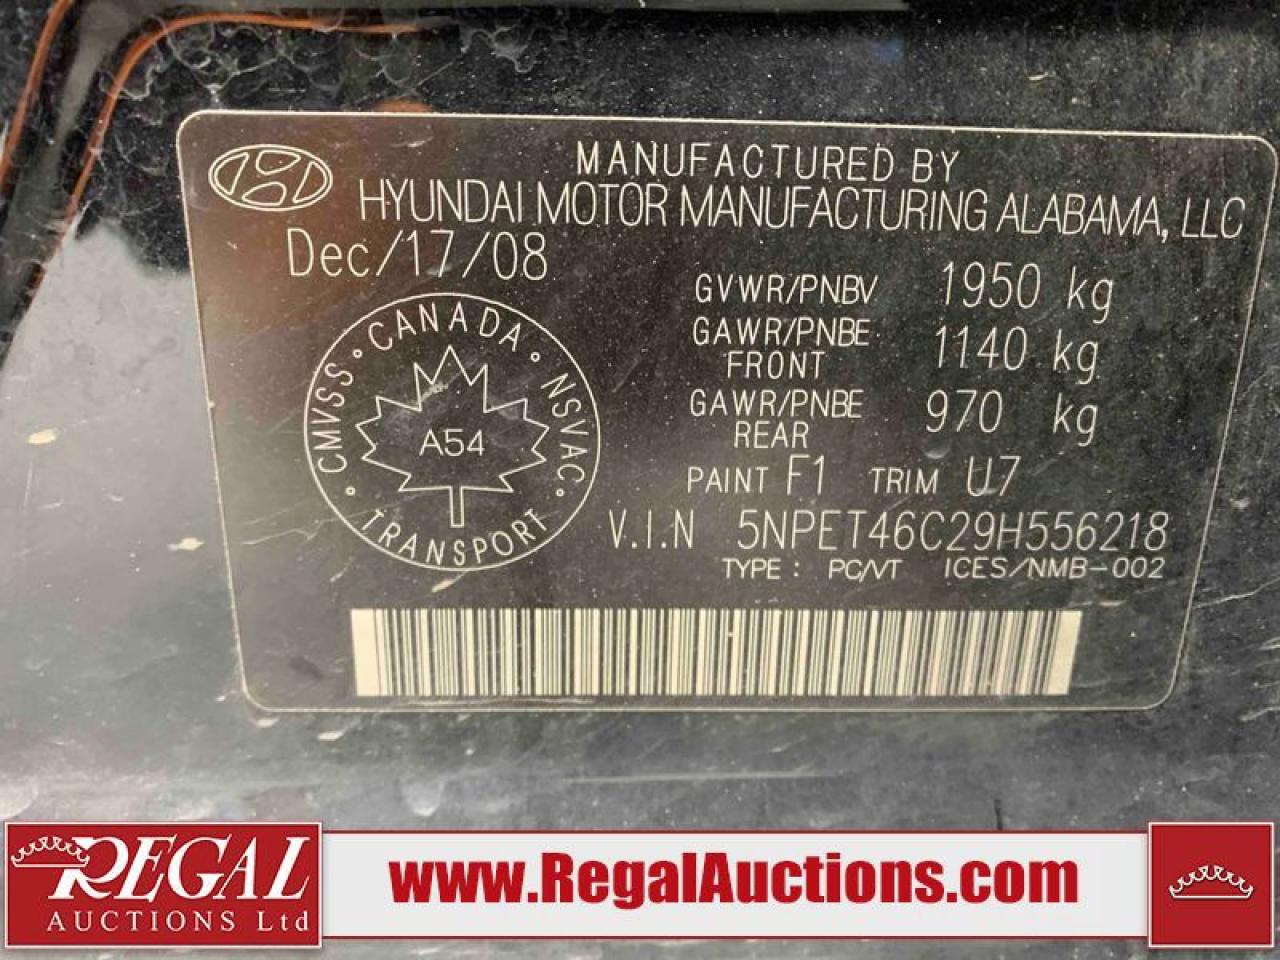 MANUFACTURED BY
HYUNDAI MOTOR MANUFACTURING ALABAMA, LLC
Dec/17/08
GVWR/PNBV 1950 kg
GAWR/PNBE FRONT 1140 kg
GAWR/PNBE REAR 970 kg
PAINT F1 TRIM U7
V.I.N 5NPET46C29H556218
TYPE : PC/VT ICES/NMB-002
CMVSS CANADA NSVAC
A54
TRANSPORT
REGAL
AUCTIONS Ltd
www.RegalAuctions.com